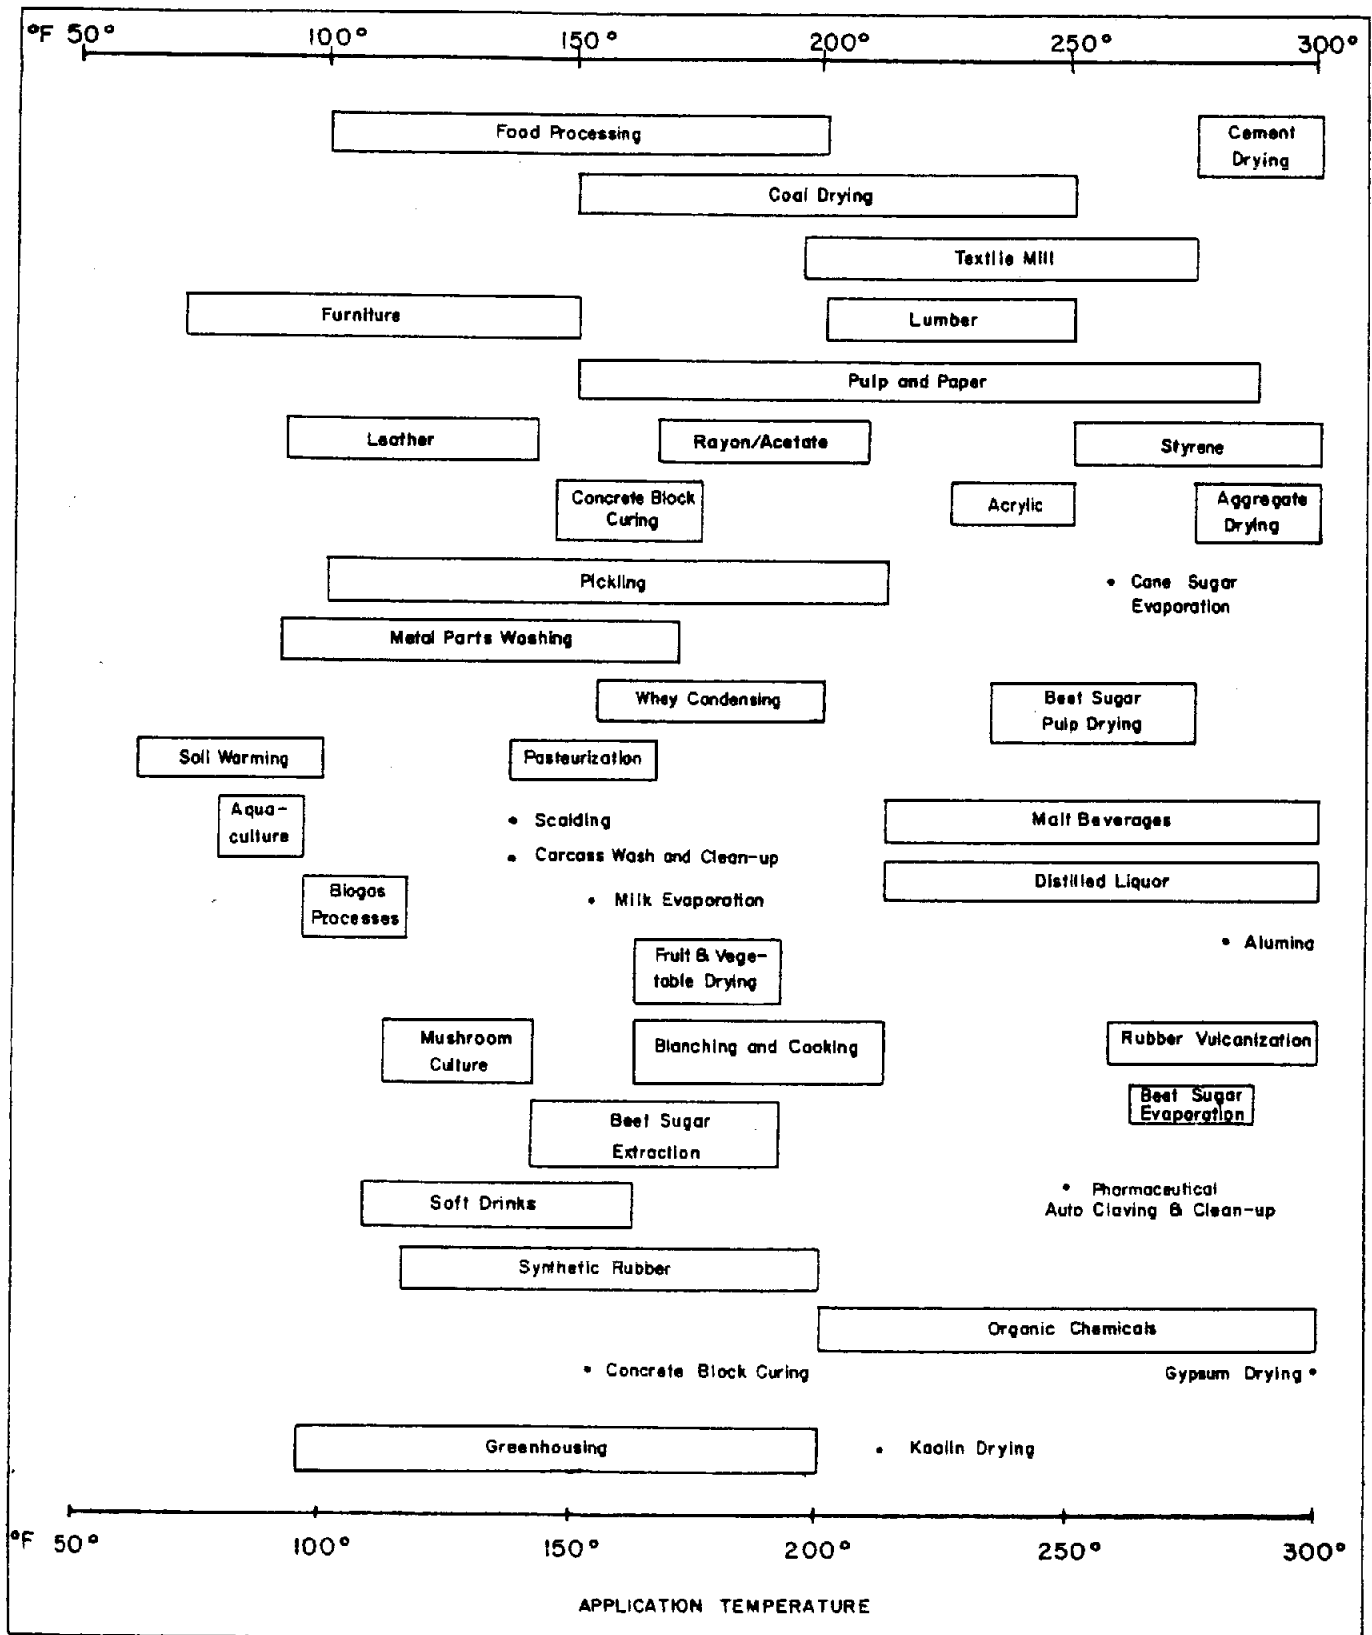 °F 50° 100° 150° 200° 250° 300°
Food Processing
Cement
Drying
Coal Drying
Textile Mill
Furniture
Lumber
Pulp and Paper
Leather
Rayon/Acetate
Styrene
Concrete Block
Curing
Acrylic
Aggregate
Drying
Pickling
• Cane Sugar
Evaporation
Metal Parts Washing
Whey Condensing
Beet Sugar
Pulp Drying
Soil Warming
Pasteurization
Aqua-
culture
• Scalding
Malt Beverages
• Carcass Wash and Clean-up
Distilled Liquor
Biogas
Processes
• Milk Evaporation
• Alumina
Fruit & Vege-
table Drying
Mushroom
Culture
Blanching and Cooking
Rubber Vulcanization
Beet Sugar
Evaporation
Beet Sugar
Extraction
Soft Drinks
• Pharmaceutical
Auto Claving & Clean-up
Synthetic Rubber
Organic Chemicals
• Concrete Block Curing
Gypsum Drying •
Greenhousing
• Kaolin Drying
°F 50° 100° 150° 200° 250° 300°
APPLICATION TEMPERATURE